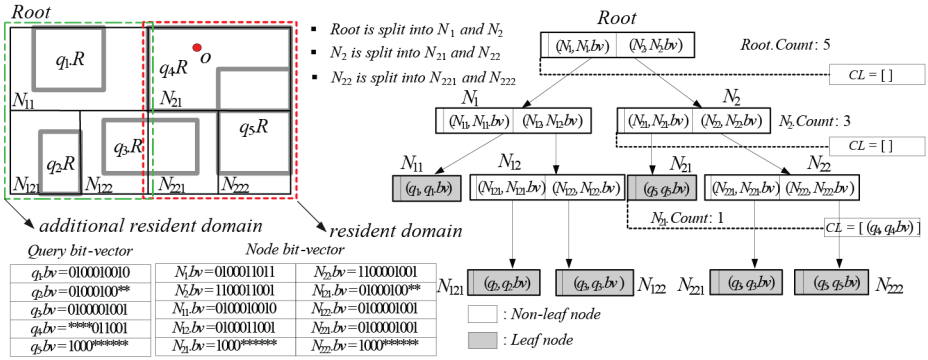 Root
q₁.R
N₁₁
q₄.R
o
N₂₁
q₂.R
N₁₂₁
N₁₂₂
q₃.R
N₂₂₁
q₅.R
N₂₂₂
additional resident domain
resident domain
▪ Root is split into N₁ and N₂
▪ N₂ is split into N₂₁ and N₂₂
▪ N₂₂ is split into N₂₂₁ and N₂₂₂
Query bit-vector
q₁.bv=0100010010
q₂.bv=01000100**
q₃.bv=0100001001
q₄.bv=****011001
q₅.bv=1000******
Node bit-vector
N₁.bv=0100011011 N₂₂.bv=1100001001
N₂.bv=1100011001 N₁₂₁.bv=01000100**
N₁₁.bv=0100010010 N₁₂₂.bv=0100001001
N₁₂.bv=0100011001 N₂₂₁.bv=0100001001
N₂₁.bv=1000****** N₂₂₂.bv=1000******
Root
(N₁, N₁.bv) (N₂, N₂.bv)
Root.Count: 5
CL = [ ]
N₁
(N₁₁, N₁₁.bv) (N₁₂, N₁₂.bv)
N₂
(N₂₁, N₂₁.bv) (N₂₂, N₂₂.bv)
N₂.Count: 3
CL = [ ]
N₁₁
(q₁, q₁.bv)
N₁₂
(N₁₂₁, N₁₂₁.bv) (N₁₂₂, N₁₂₂.bv)
N₂₁
(q₅, q₅.bv)
N₂₂
(N₂₂₁, N₂₂₁.bv) (N₂₂₂, N₂₂₂.bv)
N₂₁.Count: 1
CL = [ (q₄, q₄.bv) ]
N₁₂₁
(q₂, q₂.bv)
(q₃, q₃.bv)
N₁₂₂
N₂₂₁
(q₃, q₃.bv)
(q₅, q₅.bv)
N₂₂₂
: Non-leaf node
: Leaf node